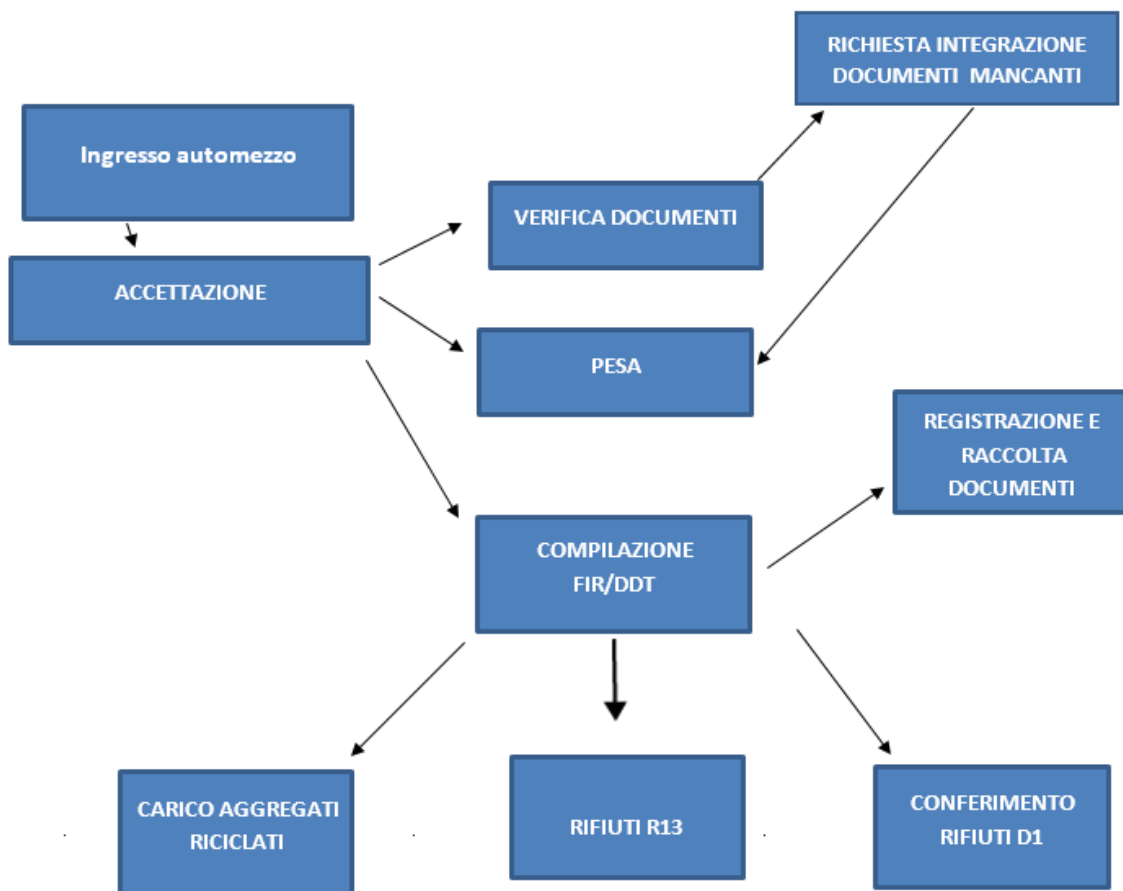 RICHIESTA INTEGRAZIONE
DOCUMENTI MANCANTI
Ingresso automezzo
VERIFICA DOCUMENTI
ACCETTAZIONE
PESA
REGISTRAZIONE E
RACCOLTA
DOCUMENTI
COMPILAZIONE
FIR/DDT
CARICO AGGREGATI
RICICLATI
RIFIUTI R13
CONFERIMENTO
RIFIUTI D1